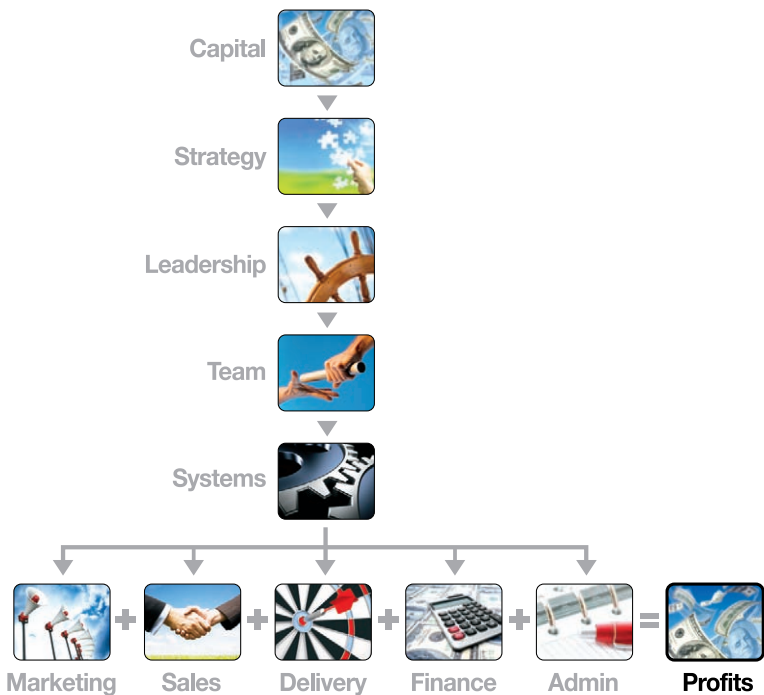 Capital
Strategy
Leadership
Team
Systems
Marketing + Sales + Delivery + Finance + Admin = Profits